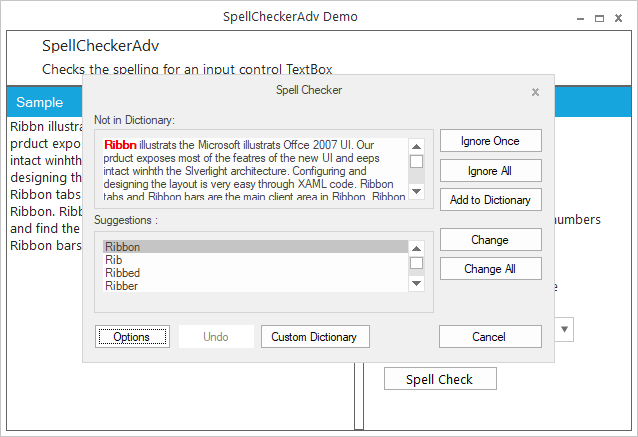 SpellCheckerAdv Demo
SpellCheckerAdv
Checks the spelling for an input control TextBox
Sample
Ribbn illustra
prduct expo
intact winhth
designing th
Ribbon tabs
Ribbon. Ribb
and find the
Ribbon bars
Spell Checker
x
Not in Dictionary:
Ribbn illustrats the Microsoft illustrats Offce 2007 UI. Our
prduct exposes most of the featres of the new UI and eeps
intact winhth the Slverlight architecture. Configuring and
designing the layout is very easy through XAML code. Ribbon
tabs and Ribbon bars are the main client area in Ribbon. Ribbon
Ignore Once
Ignore All
Add to Dictionary
Suggestions :
Ribbon
Rib
Ribbed
Ribber
Change
Change All
Options
Undo
Custom Dictionary
Cancel
numbers
e
Spell Check